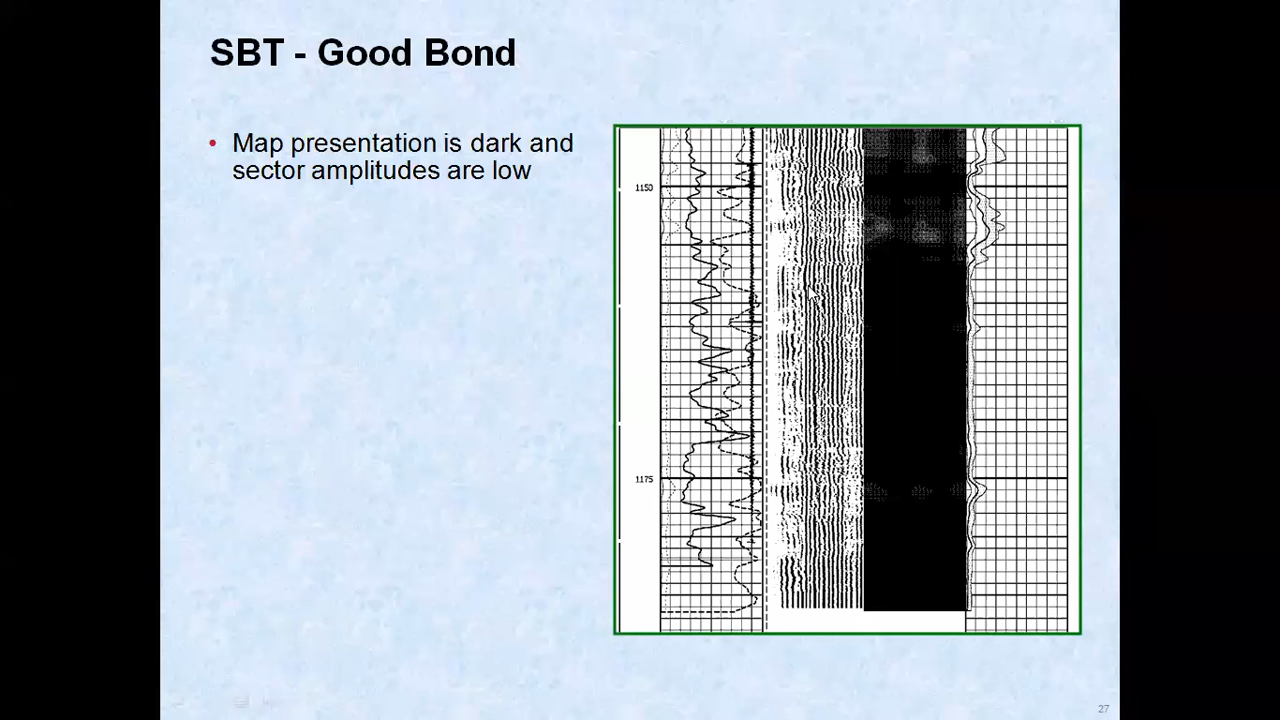 SBT - Good Bond
• Map presentation is dark and
sector amplitudes are low
1150
1175
27